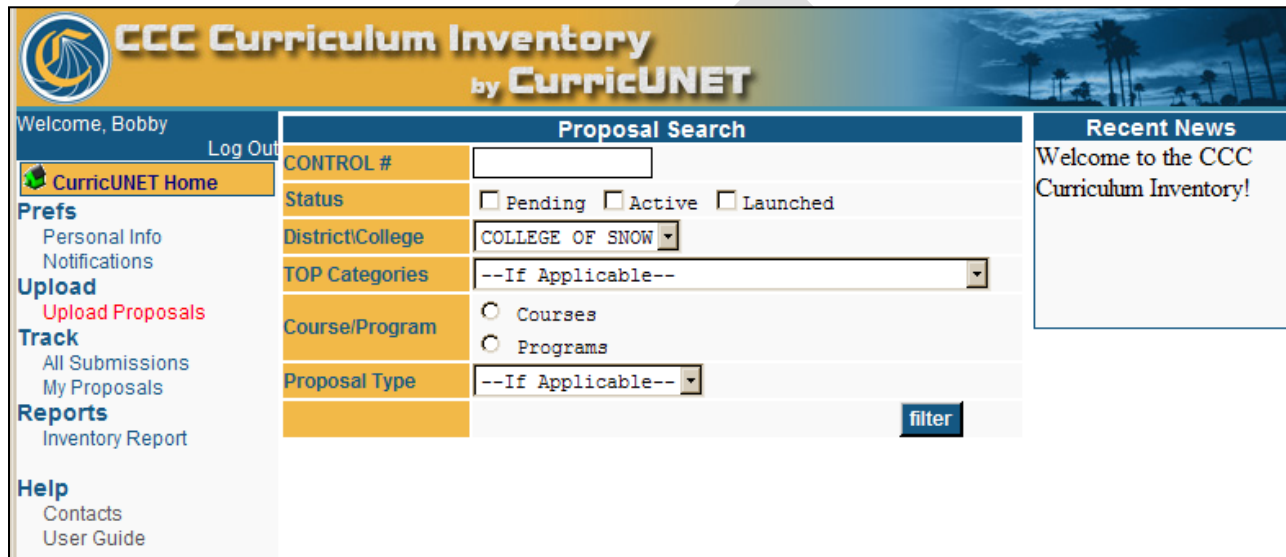 CCC Curriculum Inventory
by CurricUNET
Welcome, Bobby
Log Out
CurricUNET Home
Prefs
Personal Info
Notifications
Upload
Upload Proposals
Track
All Submissions
My Proposals
Reports
Inventory Report
Help
Contacts
User Guide
Proposal Search
CONTROL #
Status
Pending Active Launched
District\College
COLLEGE OF SNOW
TOP Categories
--If Applicable--
Course/Program
Courses
Programs
Proposal Type
--If Applicable--
filter
Recent News
Welcome to the CCC
Curriculum Inventory!